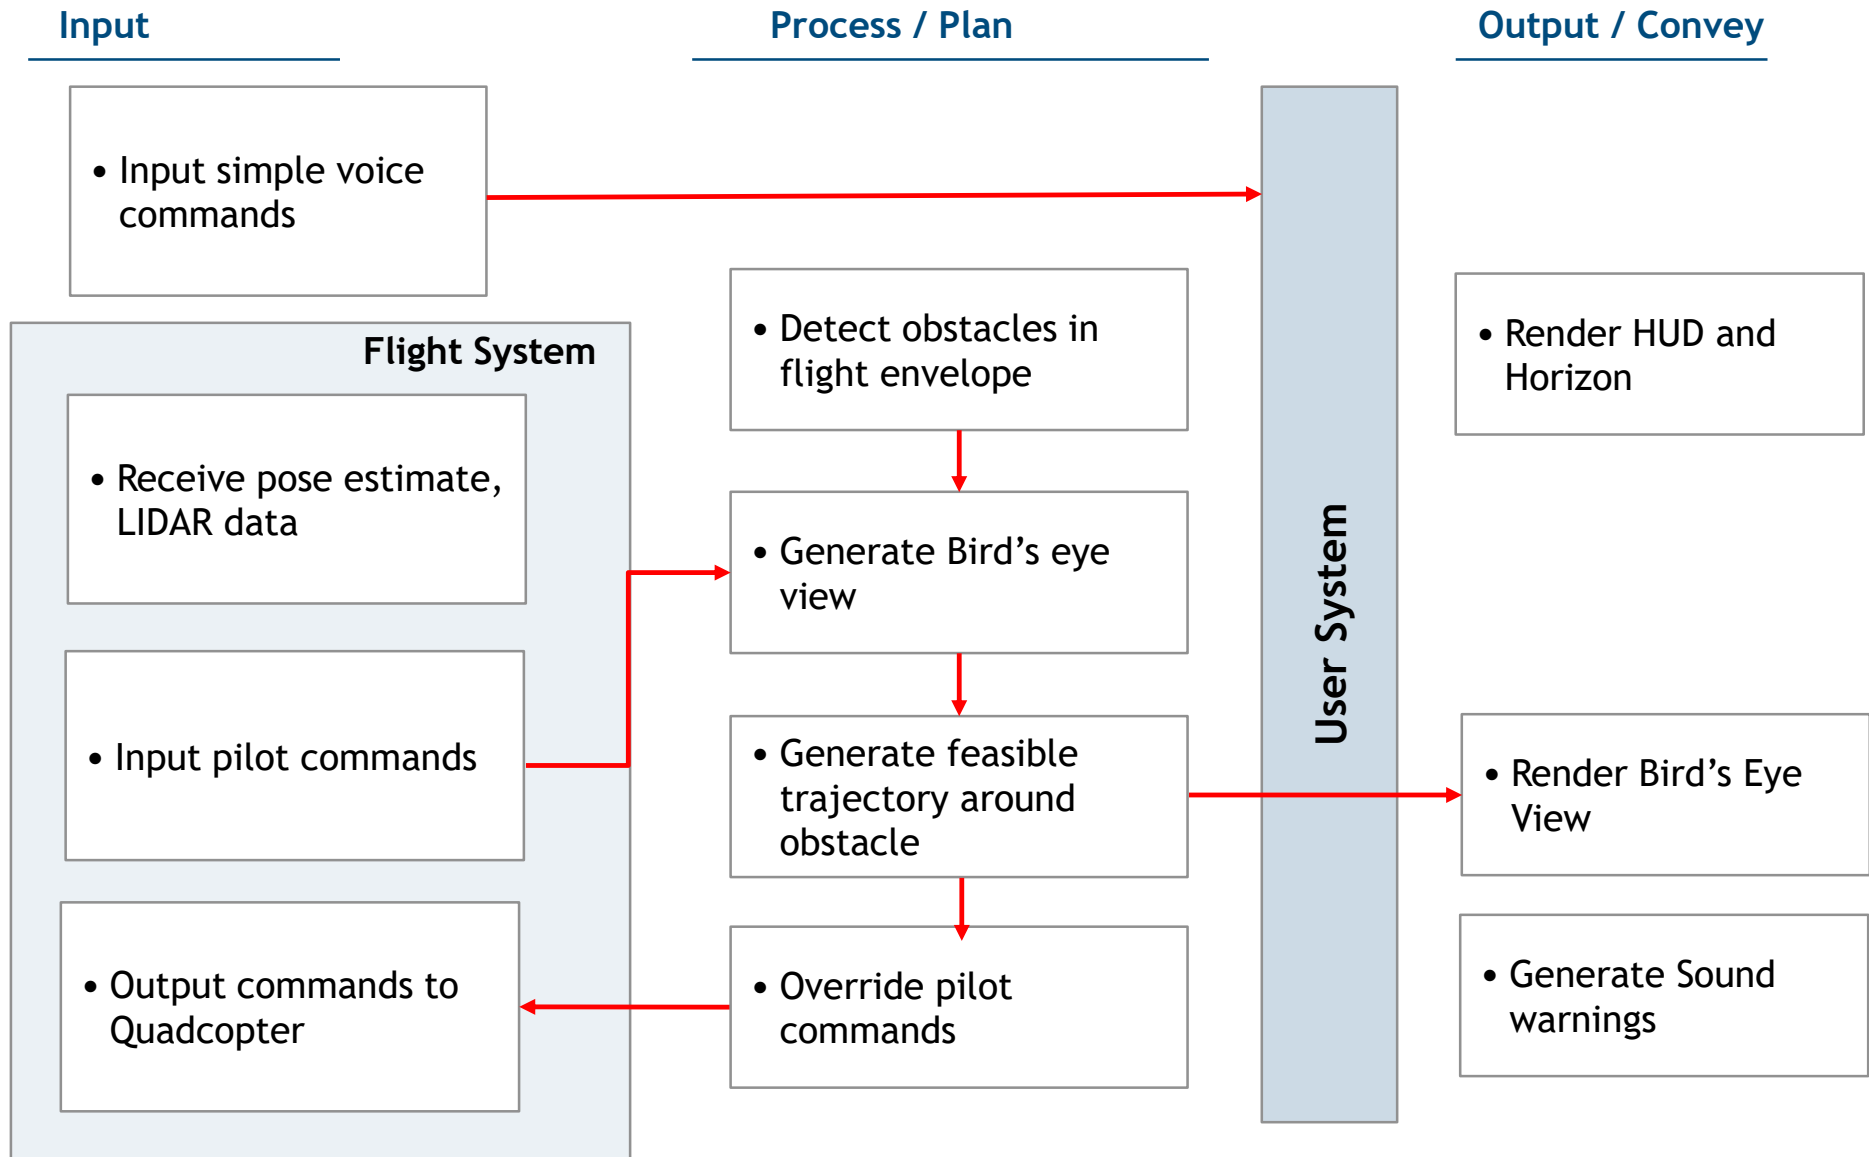 Input
Process / Plan
Output / Convey
• Input simple voice
commands
Flight System
• Receive pose estimate,
LIDAR data
• Input pilot commands
• Output commands to
Quadcopter
• Detect obstacles in
flight envelope
• Generate Bird’s eye
view
• Generate feasible
trajectory around
obstacle
• Override pilot
commands
User System
• Render HUD and
Horizon
• Render Bird’s Eye
View
• Generate Sound
warnings